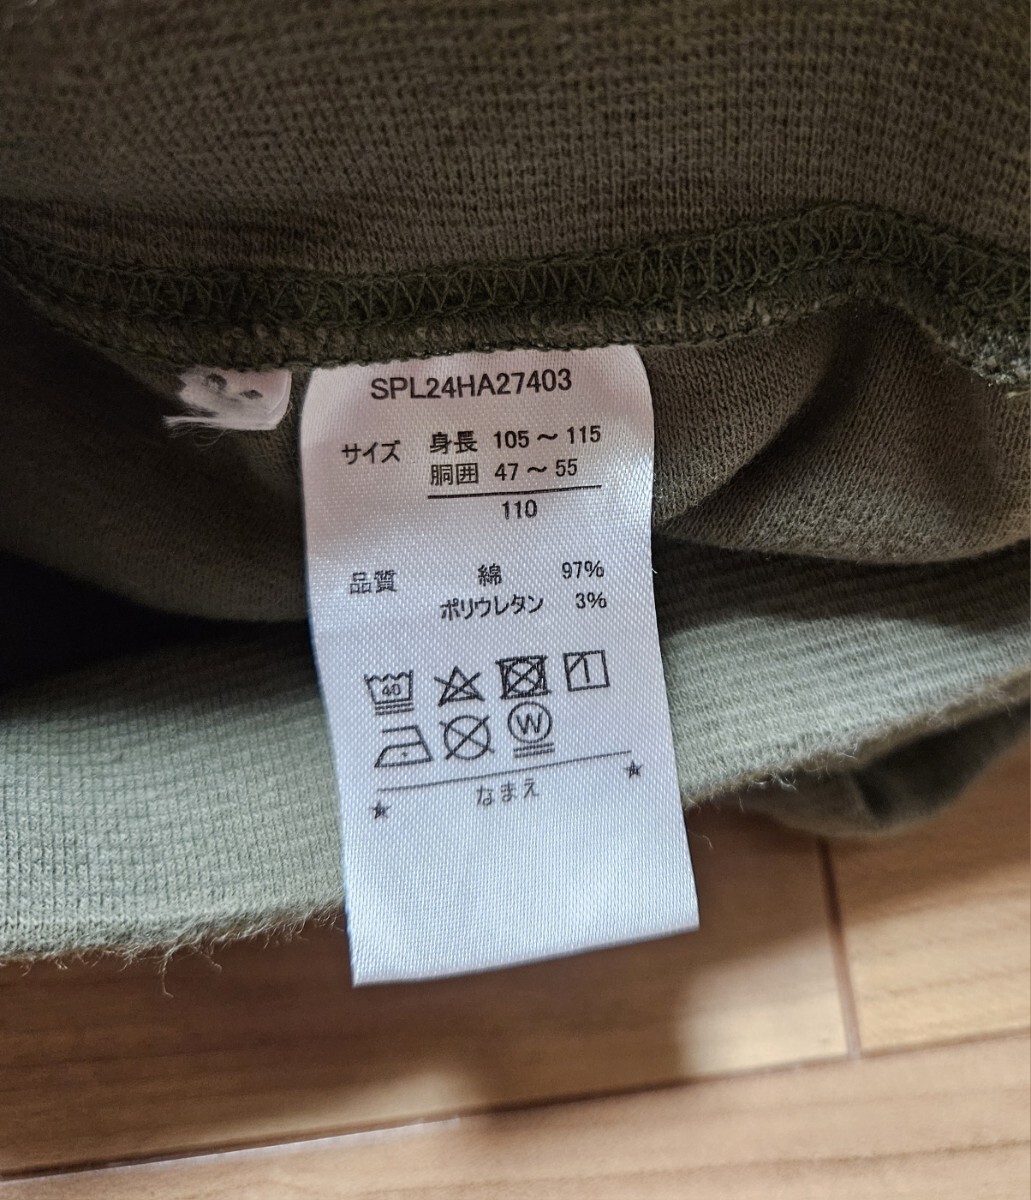 SPL24HA27403
サイズ 身長 105～115
胴囲 47～55
110
品質 綿 97%
ポリウレタン 3%
40
W
★ なまえ ★